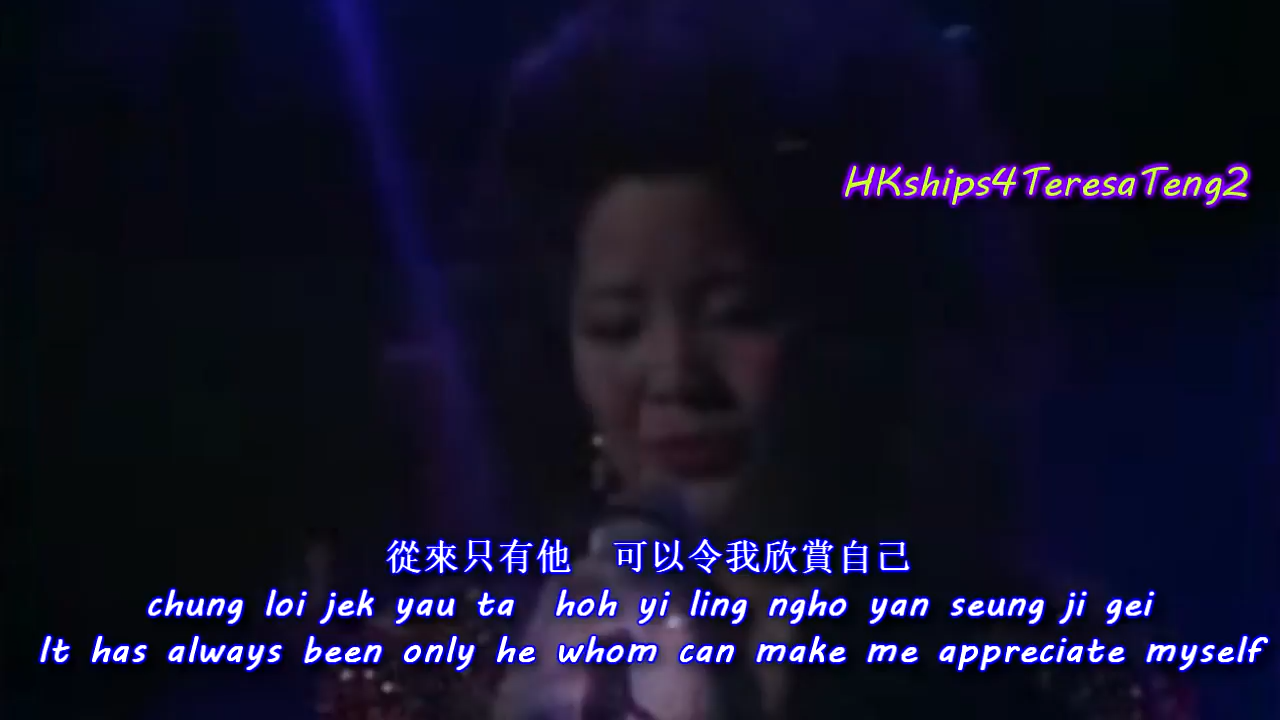 HKships4TeresaTeng2
從來只有他　可以令我欣賞自己
chung loi jek yau ta hoh yi ling ngho yan seung ji gei
It has always been only he whom can make me appreciate myself